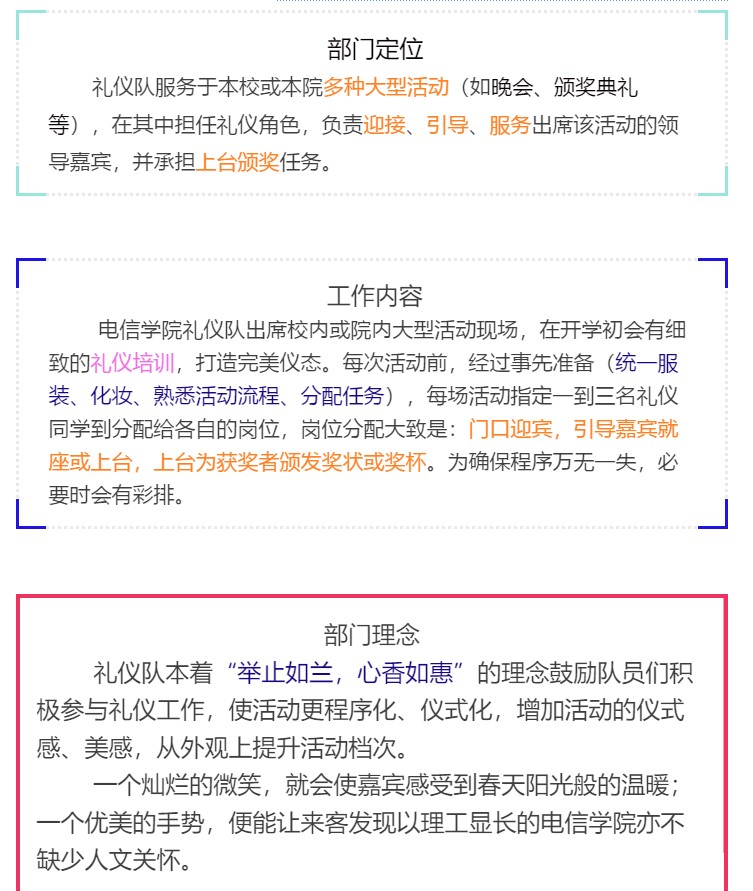 部门定位
礼仪队服务于本校或本院多种大型活动（如晚会、颁奖典礼
等），在其中担任礼仪角色，负责迎接、引导、服务出席该活动的领
导嘉宾，并承担上台颁奖任务。
工作内容
电信学院礼仪队出席校内或院内大型活动现场，在开学初会有细
致的礼仪培训，打造完美仪态。每次活动前，经过事先准备（统一服
装、化妆、熟悉活动流程、分配任务），每场活动指定一到三名礼仪
同学到分配给各自的岗位，岗位分配大致是：门口迎宾，引导嘉宾就
座或上台，上台为获奖者颁发奖状或奖杯。为确保程序万无一失，必
要时会有彩排。
部门理念
礼仪队本着“举止如兰，心香如惠”的理念鼓励队员们积
极参与礼仪工作，使活动更程序化、仪式化，增加活动的仪式
感、美感，从外观上提升活动档次。
一个灿烂的微笑，就会使嘉宾感受到春天阳光般的温暖；
一个优美的手势，便能让来客发现以理工显长的电信学院亦不
缺少人文关怀。